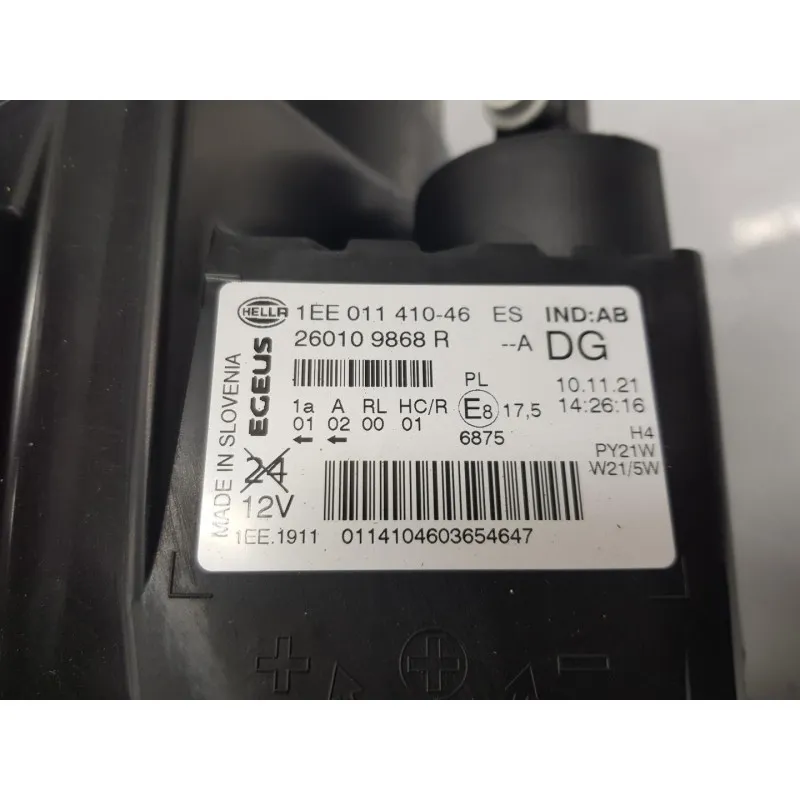 HELLA 1EE 011 410-46 ES IND:AB
26010 9868 R --A DG
MADE IN SLOVENIA
EGEUS
PL 10.11.21
1a A RL HC/R E8 17,5 14:26:16
01 02 00 01 6875 H4
← ← PY21W
W21/5W
24
12V
1EE.1911 0114104603654647
+ + −